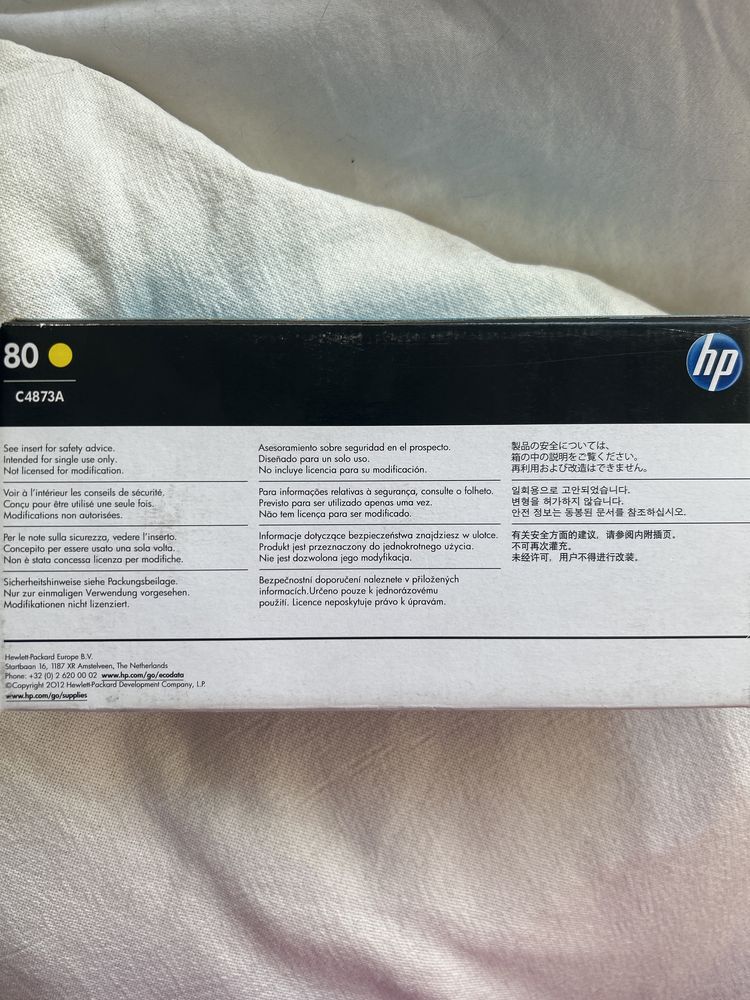 80
C4873A
hp
See insert for safety advice.
Intended for single use only.
Not licensed for modification.
Voir à l'intérieur les conseils de sécurité.
Conçu pour être utilisé une seule fois.
Modifications non autorisées.
Per le note sulla sicurezza, vedere l'inserto.
Concepito per essere usato una sola volta.
Non è stata concessa licenza per modifiche.
Sicherheitshinweise siehe Packungsbeilage.
Nur zur einmaligen Verwendung vorgesehen.
Modifikationen nicht lizenziert.
Asesoramiento sobre seguridad en el prospecto.
Diseñado para un solo uso.
No incluye licencia para su modificación.
Para informações relativas à segurança, consulte o folheto.
Previsto para ser utilizado apenas uma vez.
Não tem licença para ser modificado.
Informacje dotyczące bezpieczeństwa znajdziesz w ulotce.
Produkt jest przeznaczony do jednokrotnego użycia.
Nie jest dozwolona jego modyfikacja.
Bezpečnostní doporučení naleznete v přiložených
informacích.Určeno pouze k jednorázovému
použití. Licence neposkytuje právo k úpravám.
製品の安全については、
箱の中の説明をご覧ください。
再利用および改造はできません。
일회용으로 고안되었습니다.
변형을 허가하지 않습니다.
안전 정보는 동봉된 문서를 참조하십시오.
有关安全方面的建议，请参阅内附插页。
不可再次灌充。
未经许可，用户不得进行改装。
Hewlett-Packard Europe B.V.
Startbaan 16, 1187 XR Amstelveen, The Netherlands
Phone: +32 (0) 2 620 00 02 www.hp.com/go/ecodata
©Copyright 2012 Hewlett-Packard Development Company, L.P.
www.hp.com/go/supplies